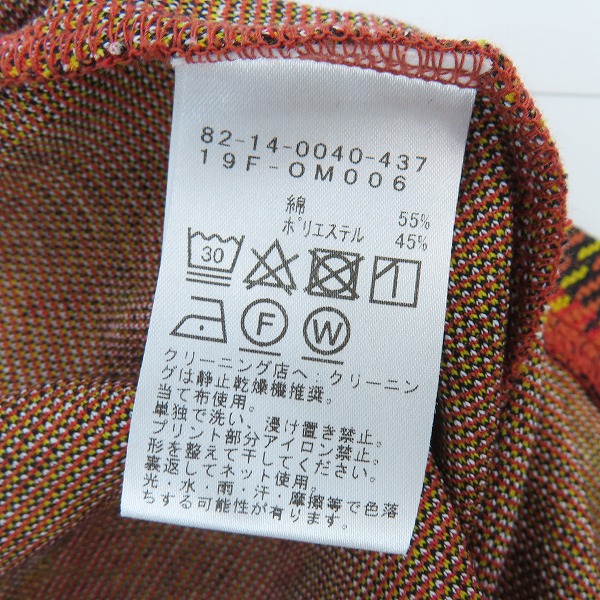 82-14-0040-437
19F-OM006
綿 55%
ポリエステル 45%
30
F W
クリーニング店へ:クリーニン
グは静止乾燥機推奨。
当て布使用。
単独で洗い、浸け置き禁止。
プリント部分アイロン禁止。
形を整えて干してください。
裏返してネット使用。
光・水・雨・汗・摩擦等で色落
ちする可能性が有ります。